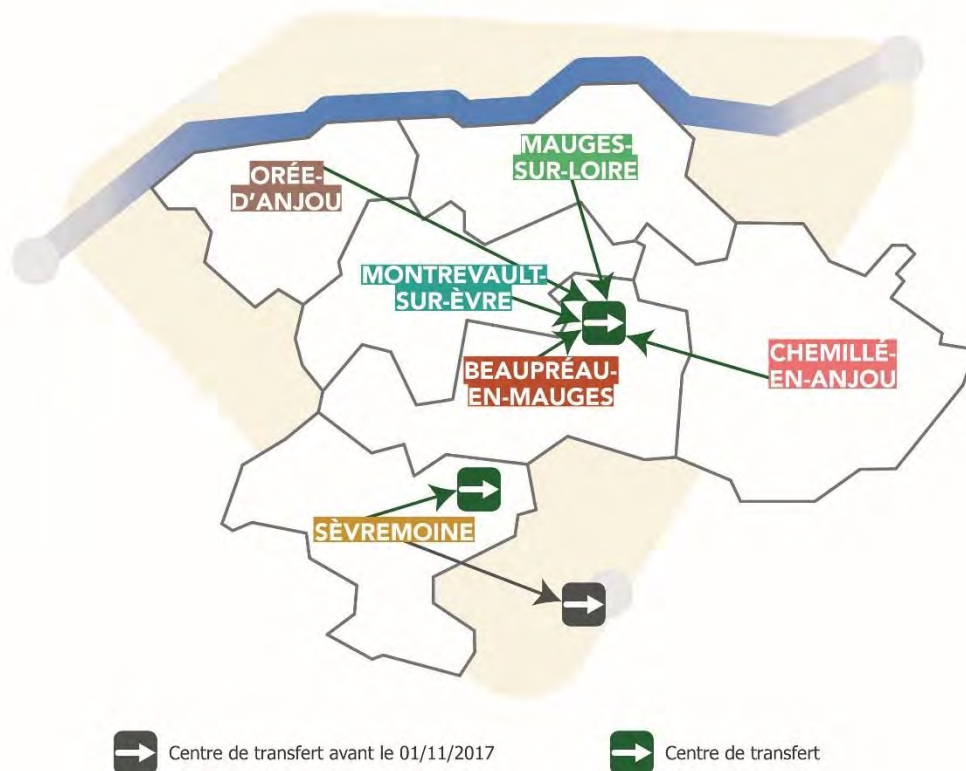 MAUGES-
SUR-LOIRE
ORÉE-
D'ANJOU
MONTREVAULT-
SUR-ÈVRE
CHEMILLÉ-
EN-ANJOU
BEAUPRÉAU-
EN-MAUGES
SÈVREMOINE
Centre de transfert avant le 01/11/2017
Centre de transfert